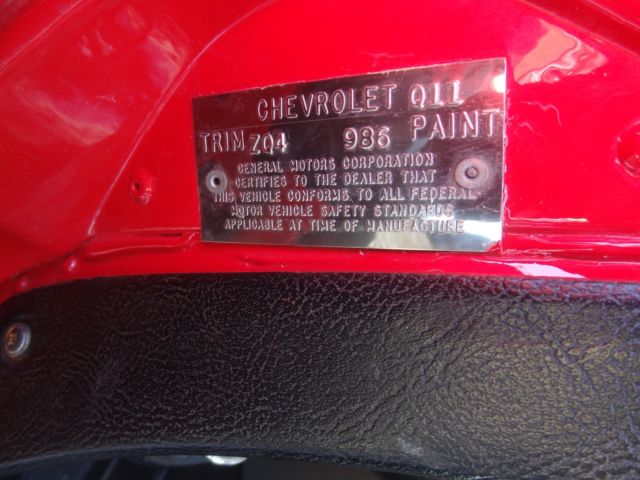 CHEVROLET Q11
TRIM ZQ4 986 PAINT
GENERAL MOTORS CORPORATION
CERTIFIES TO THE DEALER THAT
THIS VEHICLE CONFORMS TO ALL FEDERAL
MOTOR VEHICLE SAFETY STANDARDS
APPLICABLE AT TIME OF MANUFACTURE